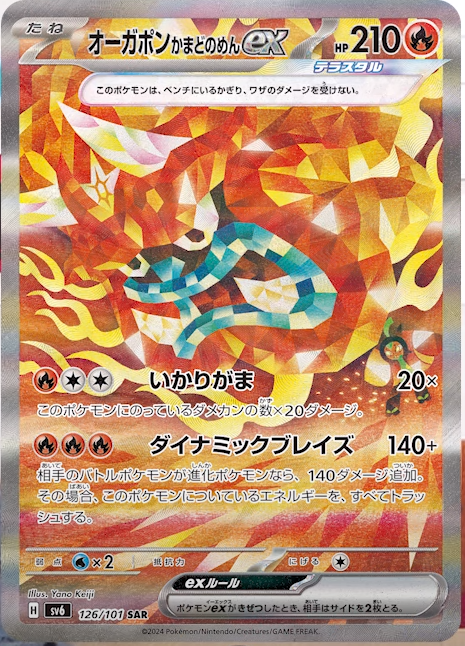 たね オーガポンかまどのめんex HP210
テラスタル
このポケモンは、ベンチにいるかぎり、ワザのダメージを受けない。
いかりがま 20×
このポケモンにのっているダメカンの数×20ダメージ。
ダイナミックブレイズ 140+
相手のバトルポケモンが進化ポケモンなら、140ダメージ追加。
その場合、このポケモンについているエネルギーを、すべてトラッ
シュする。
弱点 ×2 抵抗力 にげる
Illus. Yano Keiji
exルール
H sv6 126/101 SAR
ポケモンexがきぜつしたとき、相手はサイドを2枚とる。
©2024 Pokémon/Nintendo/Creatures/GAME FREAK.